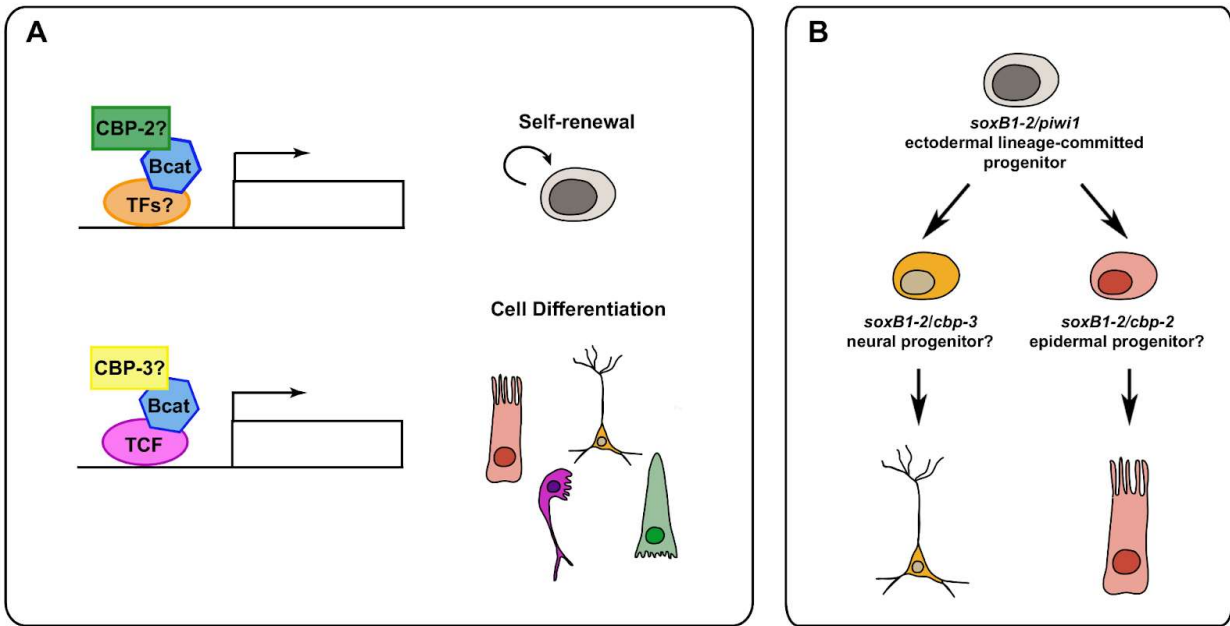 A
CBP-2?
Bcat
TFs?
Self-renewal
CBP-3?
Bcat
TCF
Cell Differentiation
B
soxB1-2/piwi1
ectodermal lineage-committed
progenitor
soxB1-2/cbp-3
neural progenitor?
soxB1-2/cbp-2
epidermal progenitor?